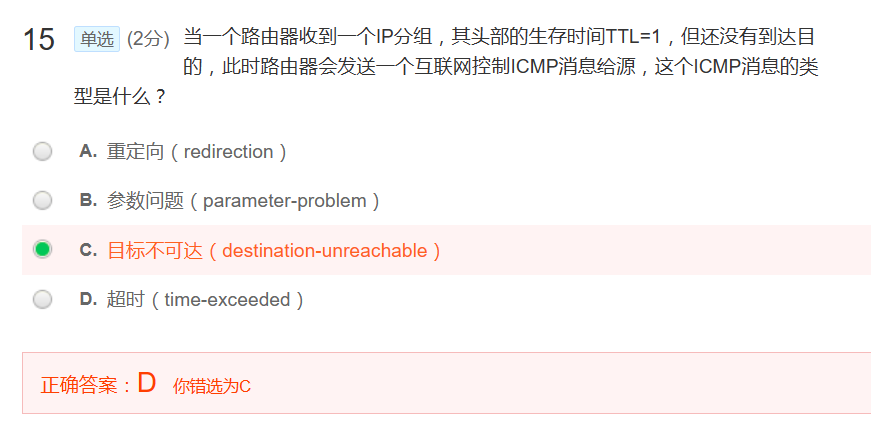 15 单选 (2分) 当一个路由器收到一个IP分组，其头部的生存时间TTL=1，但还没有到达目
的，此时路由器会发送一个互联网控制ICMP消息给源，这个ICMP消息的类
型是什么？
A. 重定向（redirection）
B. 参数问题（parameter-problem）
C. 目标不可达（destination-unreachable）
D. 超时（time-exceeded）
正确答案：D 你错选为C